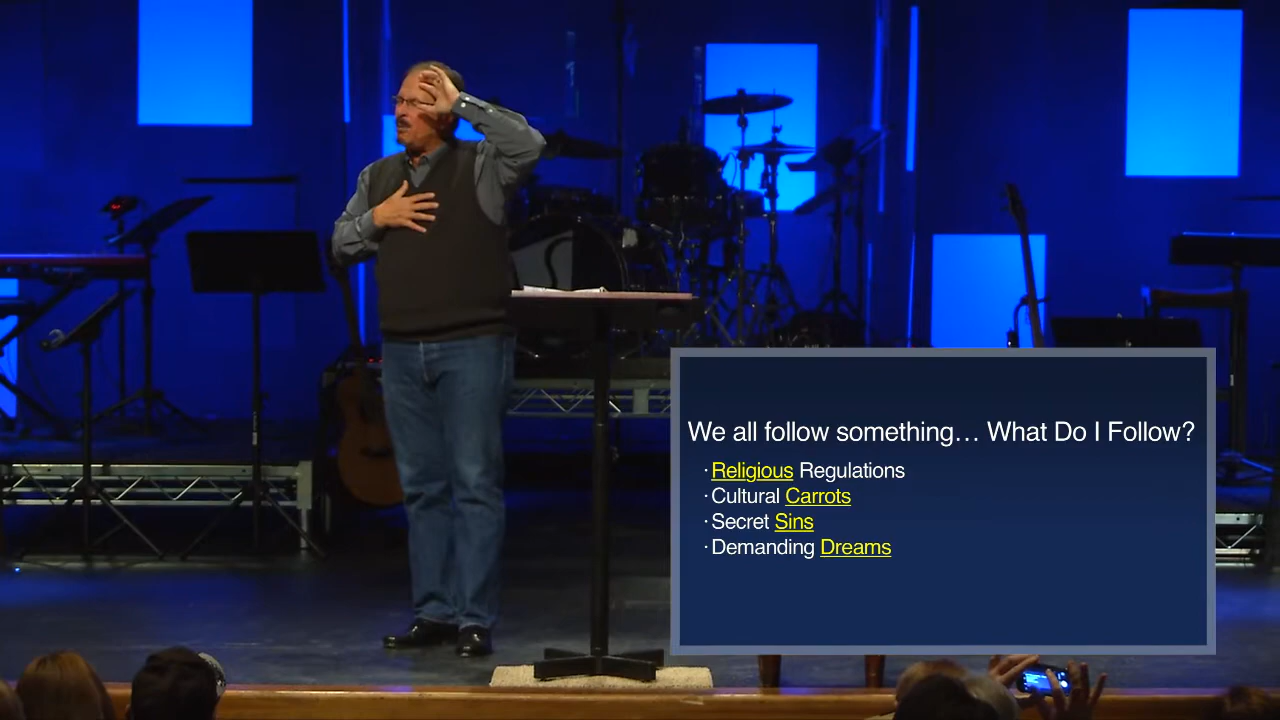 We all follow something… What Do I Follow?
· Religious Regulations
· Cultural Carrots
· Secret Sins
· Demanding Dreams